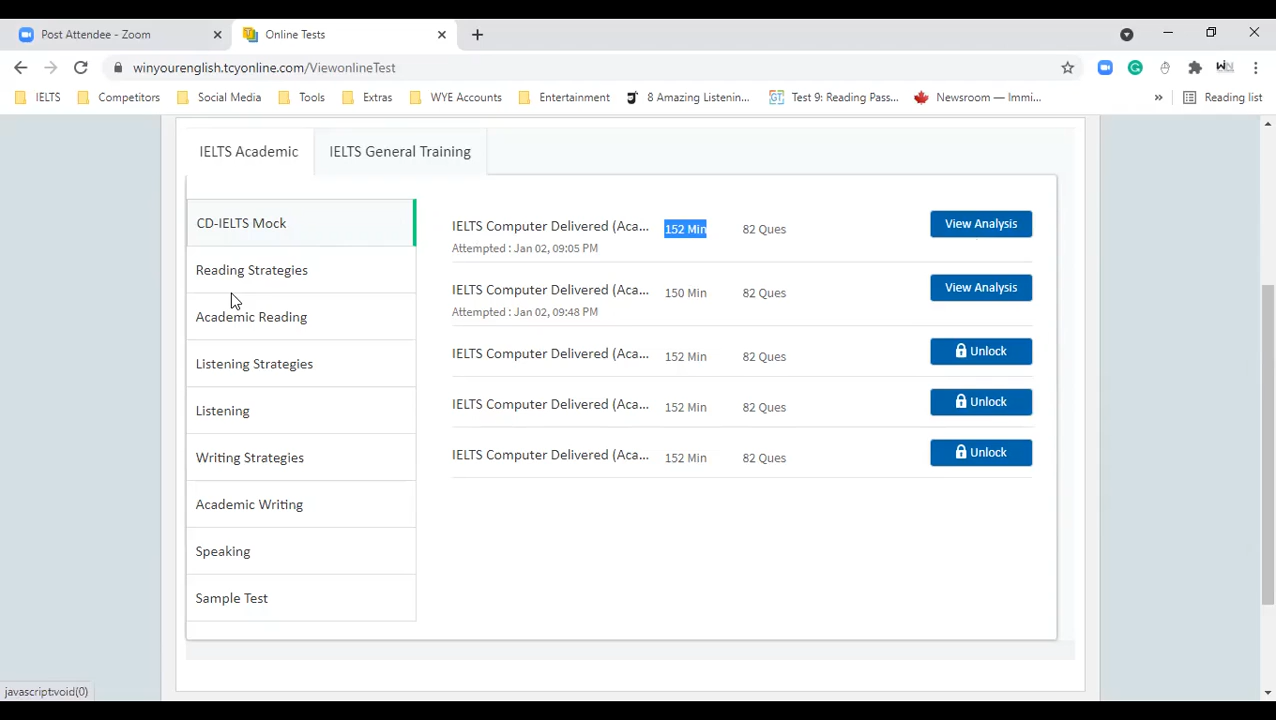 Post Attendee - Zoom
Online Tests
winyourenglish.tcyonline.com/ViewonlineTest
IELTS
Competitors
Social Media
Tools
Extras
WYE Accounts
Entertainment
8 Amazing Listenin...
Test 9: Reading Pass...
Newsroom — Immi...
»
Reading list
IELTS Academic
IELTS General Training
CD-IELTS Mock
Reading Strategies
Academic Reading
Listening Strategies
Listening
Writing Strategies
Academic Writing
Speaking
Sample Test
IELTS Computer Delivered (Aca... 152 Min 82 Ques View Analysis
Attempted : Jan 02, 09:05 PM
IELTS Computer Delivered (Aca... 150 Min 82 Ques View Analysis
Attempted : Jan 02, 09:48 PM
IELTS Computer Delivered (Aca... 152 Min 82 Ques Unlock
IELTS Computer Delivered (Aca... 152 Min 82 Ques Unlock
IELTS Computer Delivered (Aca... 152 Min 82 Ques Unlock
javascript:void(0)